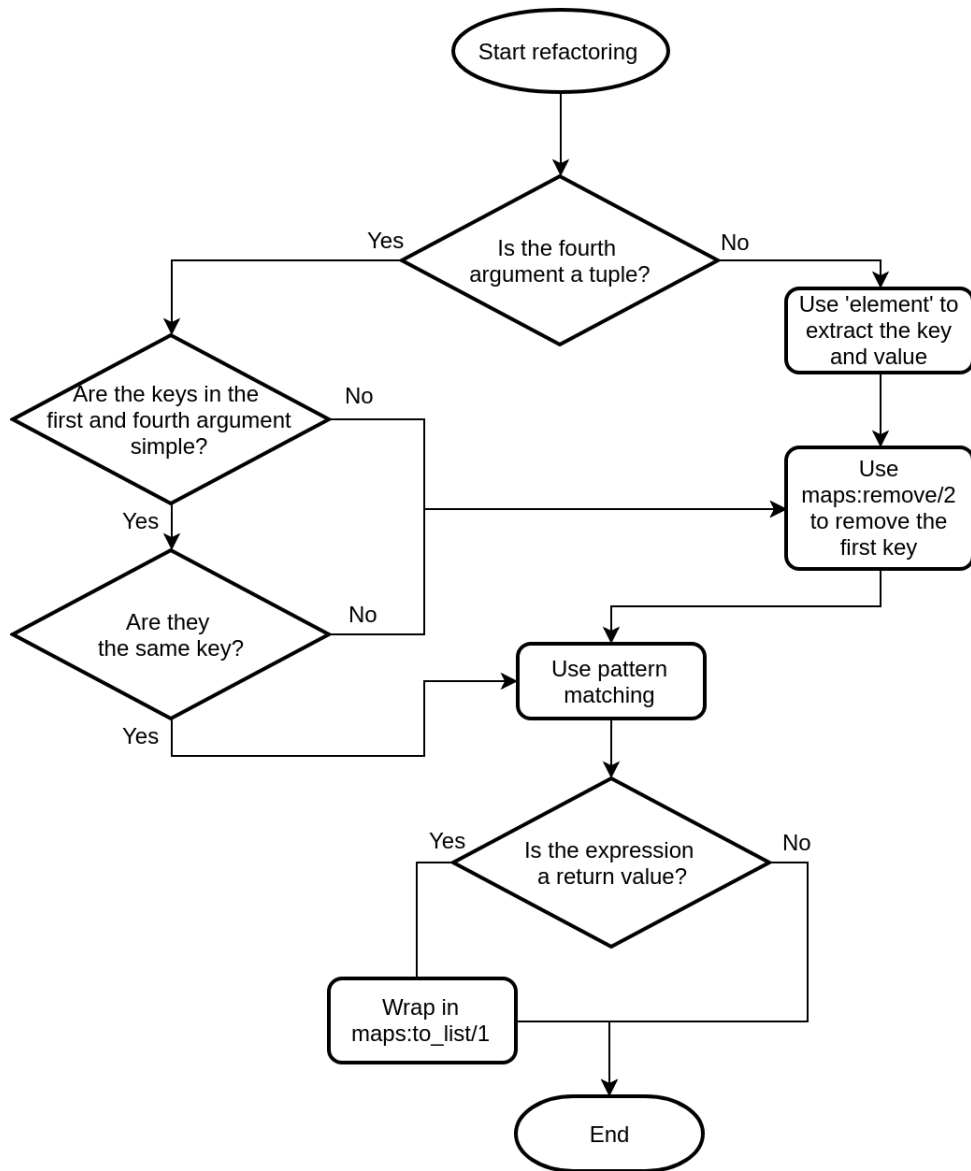 Start refactoring
Is the fourth
argument a tuple?
Yes
No
Use 'element' to
extract the key
and value
Are the keys in the
first and fourth argument
simple?
No
Yes
Use
maps:remove/2
to remove the
first key
Are they
the same key?
No
Yes
Use pattern
matching
Is the expression
a return value?
Yes
No
Wrap in
maps:to_list/1
End